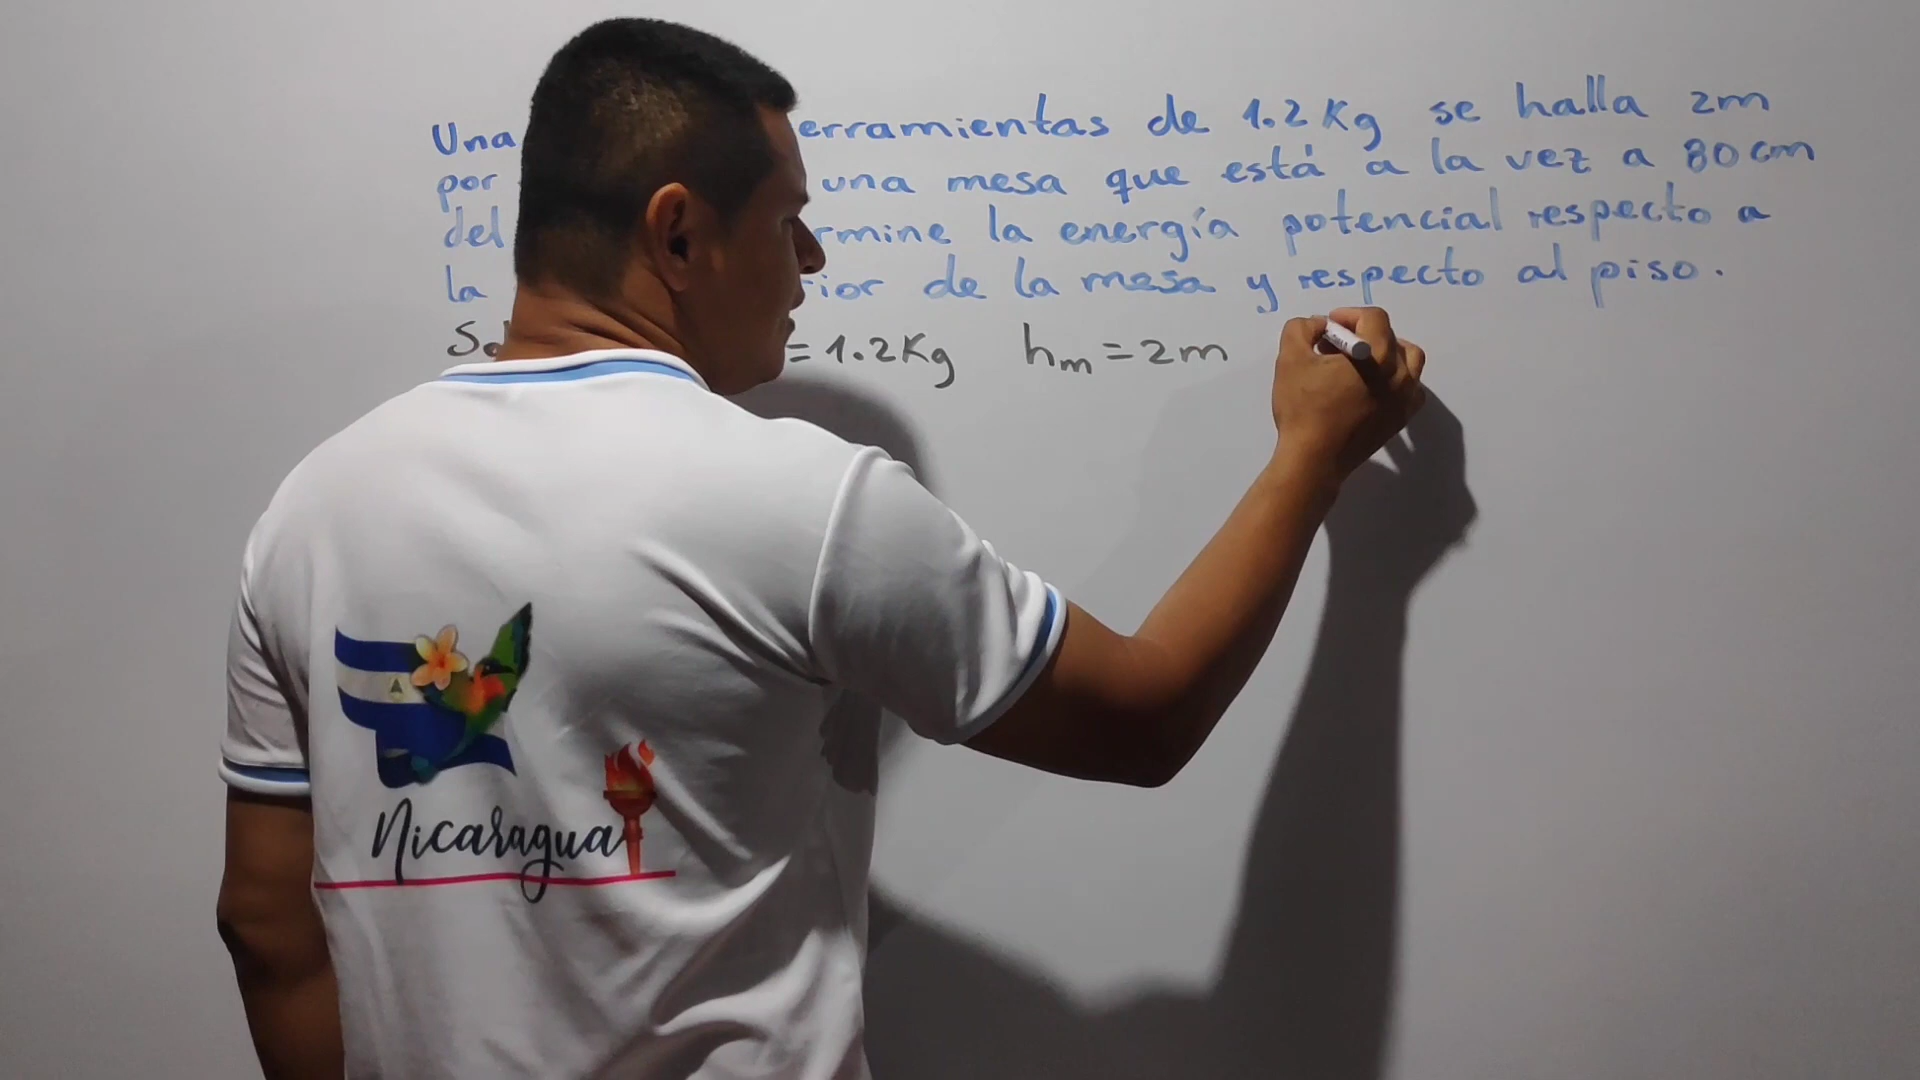 Una erramientas de 1.2 Kg se halla 2m
por una mesa que está a la vez a 80 cm
del rmine la energía potencial respecto a
la rior de la mesa y respecto al piso.
So = 1.2 Kg hm = 2m
Nicaragua